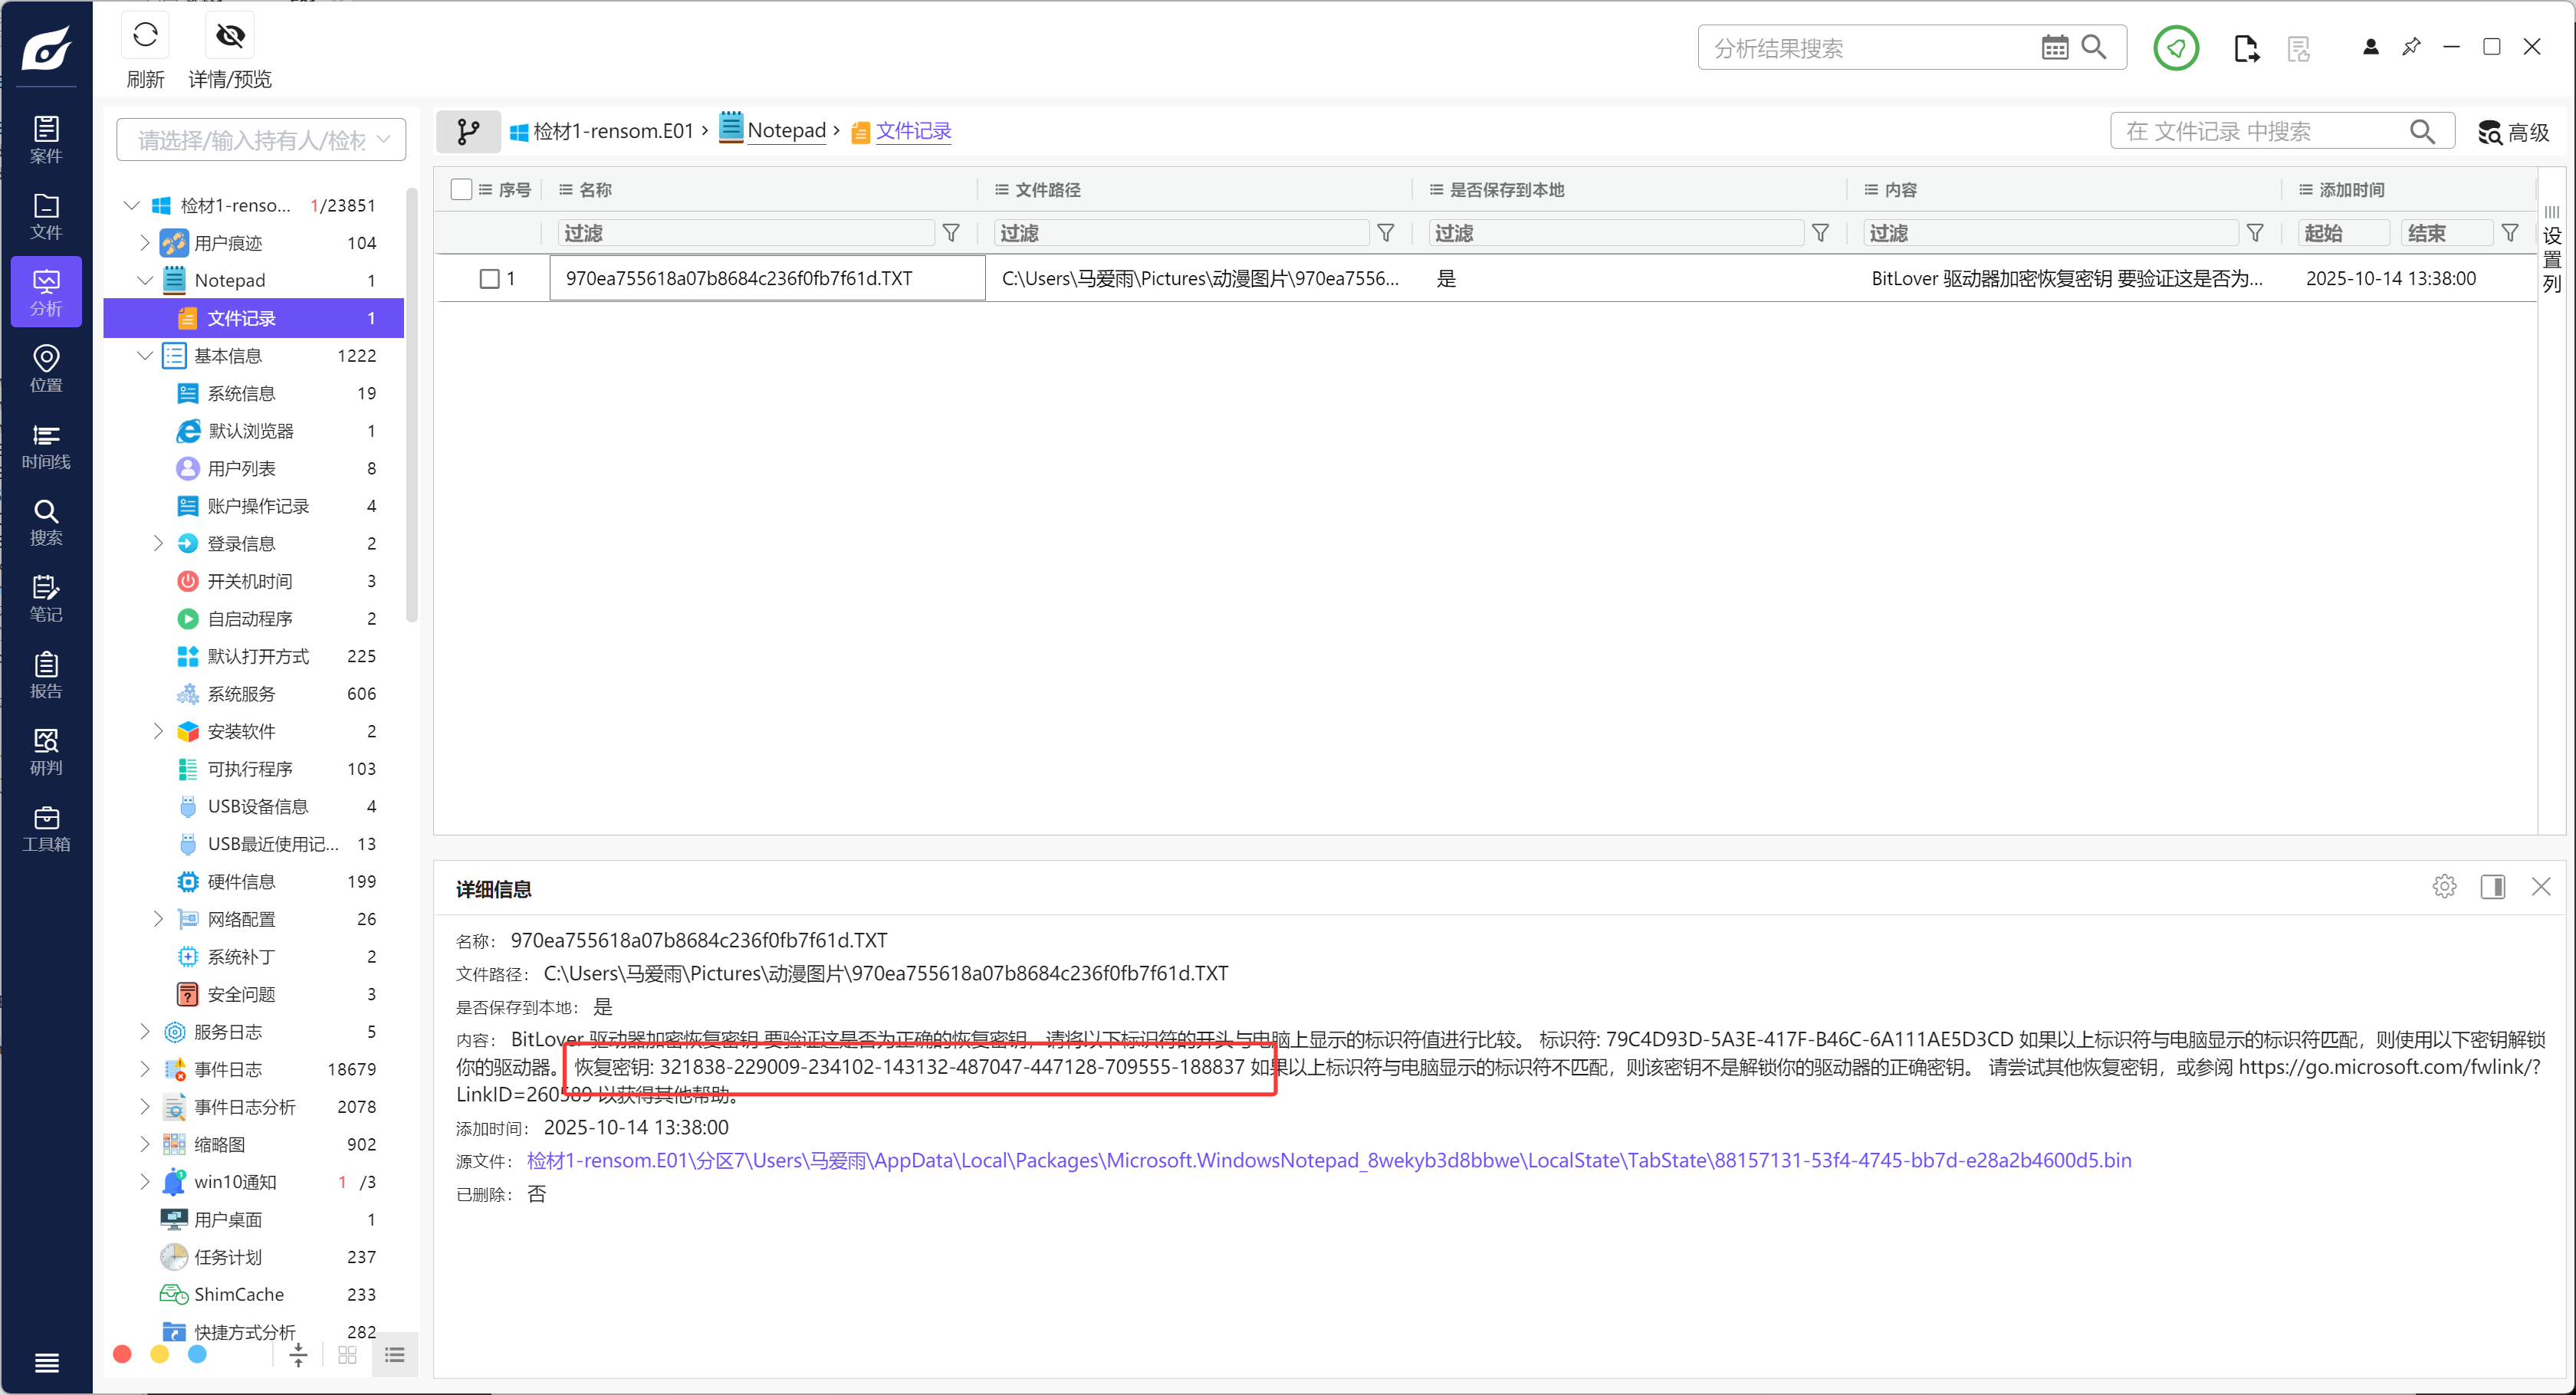 刷新
详情/预览
分析结果搜索
案件
文件
分析
位置
时间线
搜索
笔记
报告
研判
工具箱
请选择/输入持有人/检材
检材1-renso... 1/23851
用户痕迹 104
Notepad 1
文件记录 1
基本信息 1222
系统信息 19
默认浏览器 1
用户列表 8
账户操作记录 4
登录信息 2
开关机时间 3
自启动程序 2
默认打开方式 225
系统服务 606
安装软件 2
可执行程序 103
USB设备信息 4
USB最近使用记... 13
硬件信息 199
网络配置 26
系统补丁 2
安全问题 3
服务日志 5
事件日志 18679
事件日志分析 2078
缩略图 902
win10通知 1 /3
用户桌面 1
任务计划 237
ShimCache 233
快捷方式分析 282
检材1-rensom.E01 › Notepad › 文件记录
在 文件记录 中搜索
高级
序号 名称 文件路径 是否保存到本地 内容 添加时间
过滤 过滤 过滤 过滤 起始 结束
1 970ea755618a07b8684c236f0fb7f61d.TXT C:\Users\马爱雨\Pictures\动漫图片\970ea7556... 是 BitLover 驱动器加密恢复密钥 要验证这是否为... 2025-10-14 13:38:00
设置列
详细信息
名称： 970ea755618a07b8684c236f0fb7f61d.TXT
文件路径： C:\Users\马爱雨\Pictures\动漫图片\970ea755618a07b8684c236f0fb7f61d.TXT
是否保存到本地： 是
内容： BitLover 驱动器加密恢复密钥 要验证这是否为正确的恢复密钥，请将以下标识符的开头与电脑上显示的标识符值进行比较。 标识符: 79C4D93D-5A3E-417F-B46C-6A111AE5D3CD 如果以上标识符与电脑显示的标识符匹配，则使用以下密钥解锁
你的驱动器。 恢复密钥: 321838-229009-234102-143132-487047-447128-709555-188837 如果以上标识符与电脑显示的标识符不匹配，则该密钥不是解锁你的驱动器的正确密钥。 请尝试其他恢复密钥，或参阅 https://go.microsoft.com/fwlink/?
LinkID=260589 以获得其他帮助。
添加时间： 2025-10-14 13:38:00
源文件： 检材1-rensom.E01\分区7\Users\马爱雨\AppData\Local\Packages\Microsoft.WindowsNotepad_8wekyb3d8bbwe\LocalState\TabState\88157131-53f4-4745-bb7d-e28a2b4600d5.bin
已删除： 否